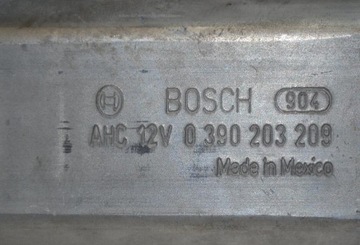 BOSCH 904
AHC 12V 0 390 203 209
Made in Mexico